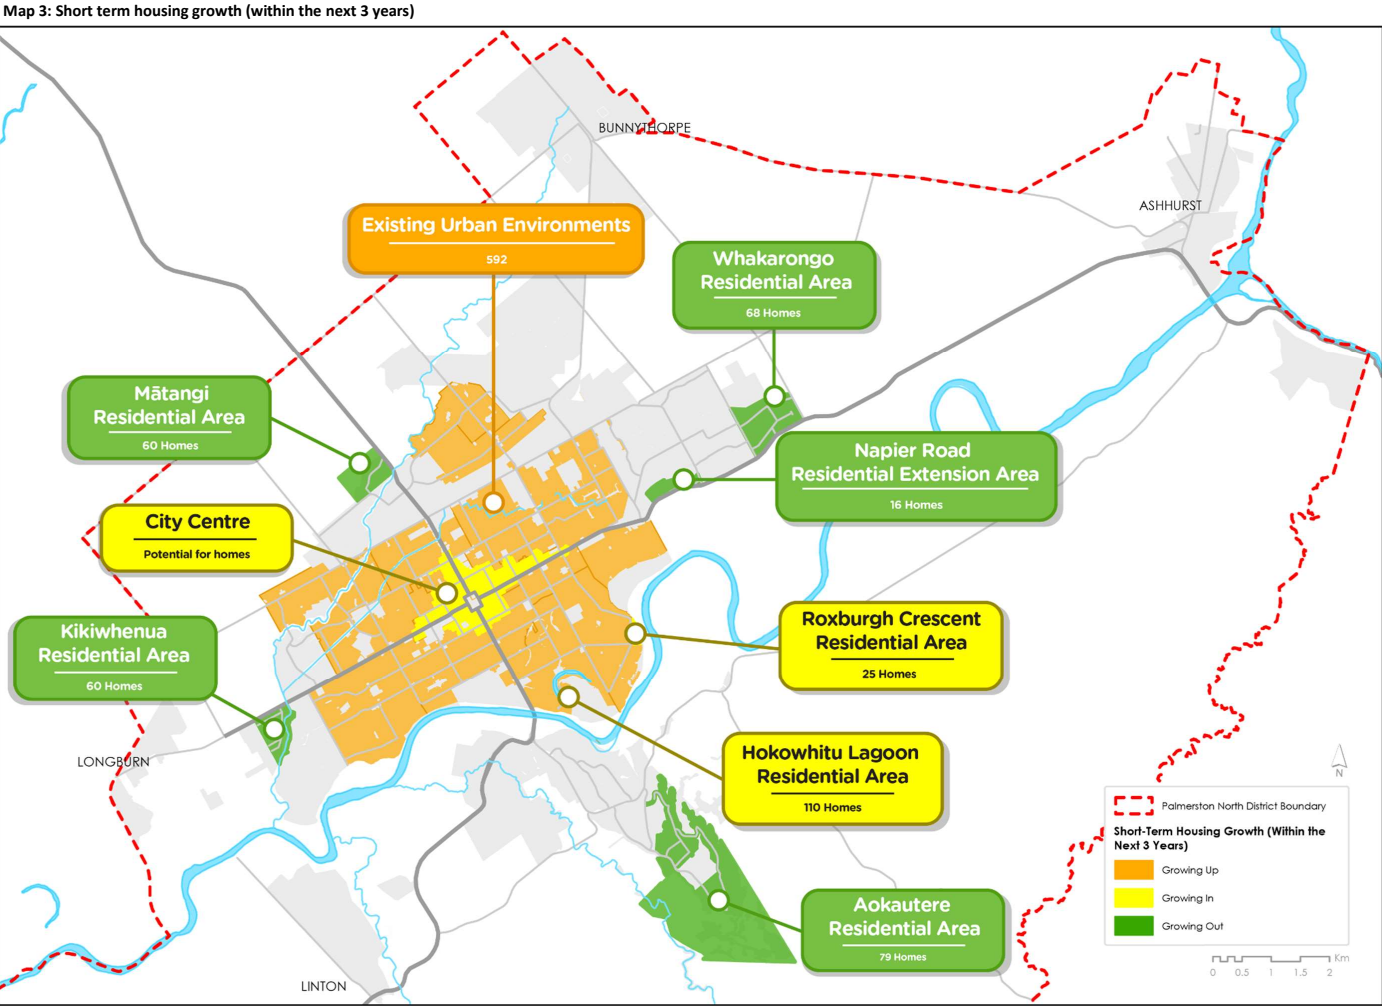 Map 3: Short term housing growth (within the next 3 years)
BUNNYTHORPE
ASHHURST
Existing Urban Environments
592
Whakarongo
Residential Area
68 Homes
Mātangi
Residential Area
60 Homes
Napier Road
Residential Extension Area
16 Homes
City Centre
Potential for homes
Kikiwhenua
Residential Area
60 Homes
Roxburgh Crescent
Residential Area
25 Homes
LONGBURN
Hokowhitu Lagoon
Residential Area
110 Homes
Aokautere
Residential Area
79 Homes
LINTON
N
Palmerston North District Boundary
Short-Term Housing Growth (Within the
Next 3 Years)
Growing Up
Growing In
Growing Out
Km
0 0.5 1 1.5 2